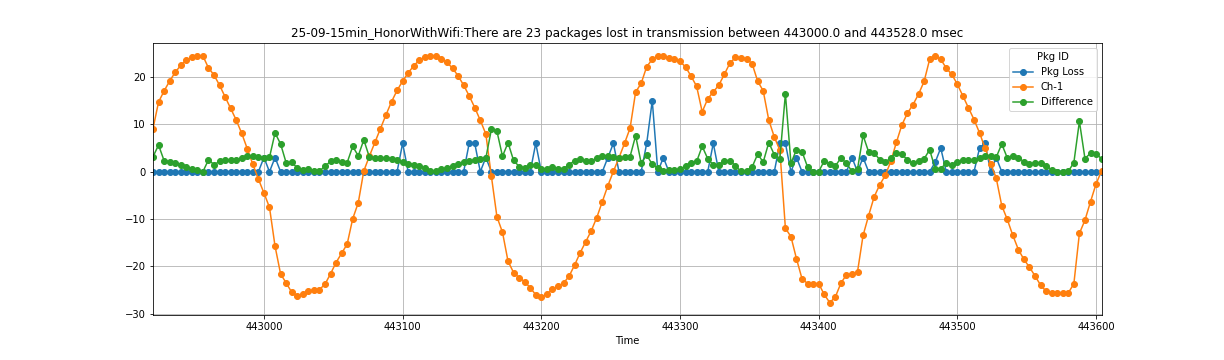 25-09-15min_HonorWithWifi:There are 23 packages lost in transmission between 443000.0 and 443528.0 msec
Pkg ID
Pkg Loss
Ch-1
Difference
20
10
0
−10
−20
−30
443000 443100 443200 443300 443400 443500 443600
Time